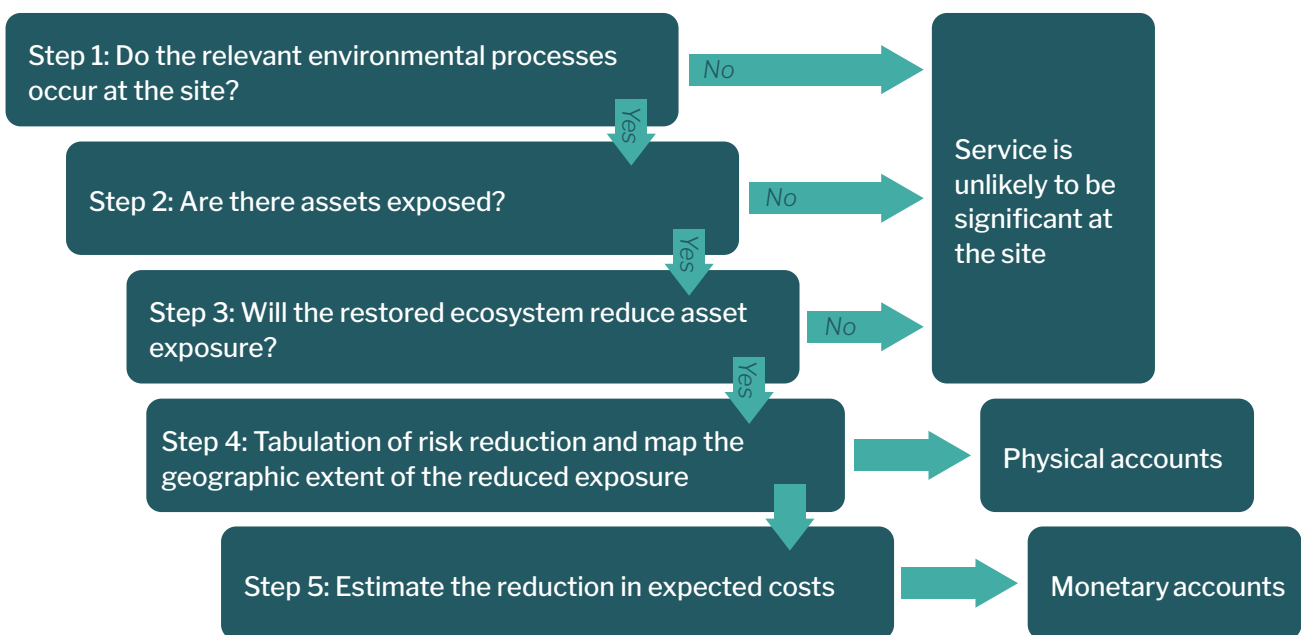 Step 1: Do the relevant environmental processes
occur at the site?
No
Yes
Service is
unlikely to be
significant at
the site
Step 2: Are there assets exposed?
No
Yes
Step 3: Will the restored ecosystem reduce asset
exposure?
No
Yes
Step 4: Tabulation of risk reduction and map the
geographic extent of the reduced exposure
Physical accounts
Step 5: Estimate the reduction in expected costs
Monetary accounts